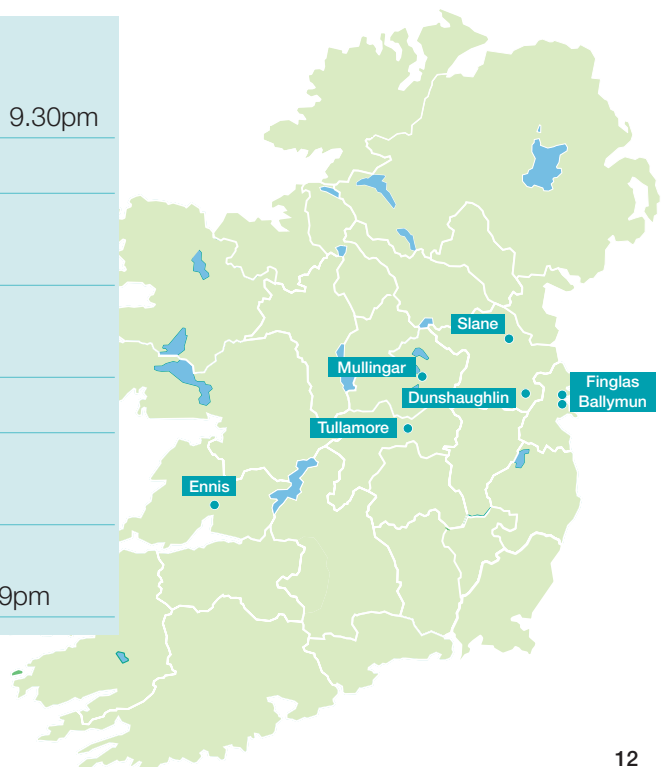 9.30pm
9pm
Slane
Mullingar
Dunshaughlin
Finglas
Ballymun
Tullamore
Ennis
12